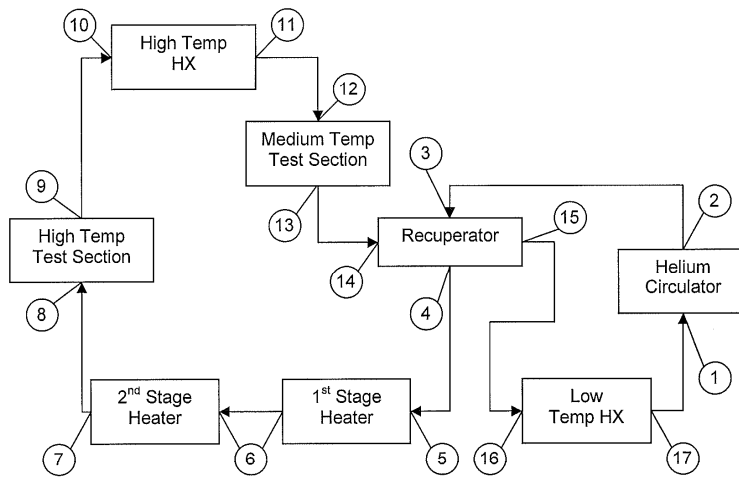 10
11
High Temp
HX
12
Medium Temp
Test Section
3
9
13
15
2
High Temp
Test Section
Recuperator
Helium
Circulator
14
8
4
1
2nd Stage
Heater
1st Stage
Heater
Low
Temp HX
7
6
5
16
17